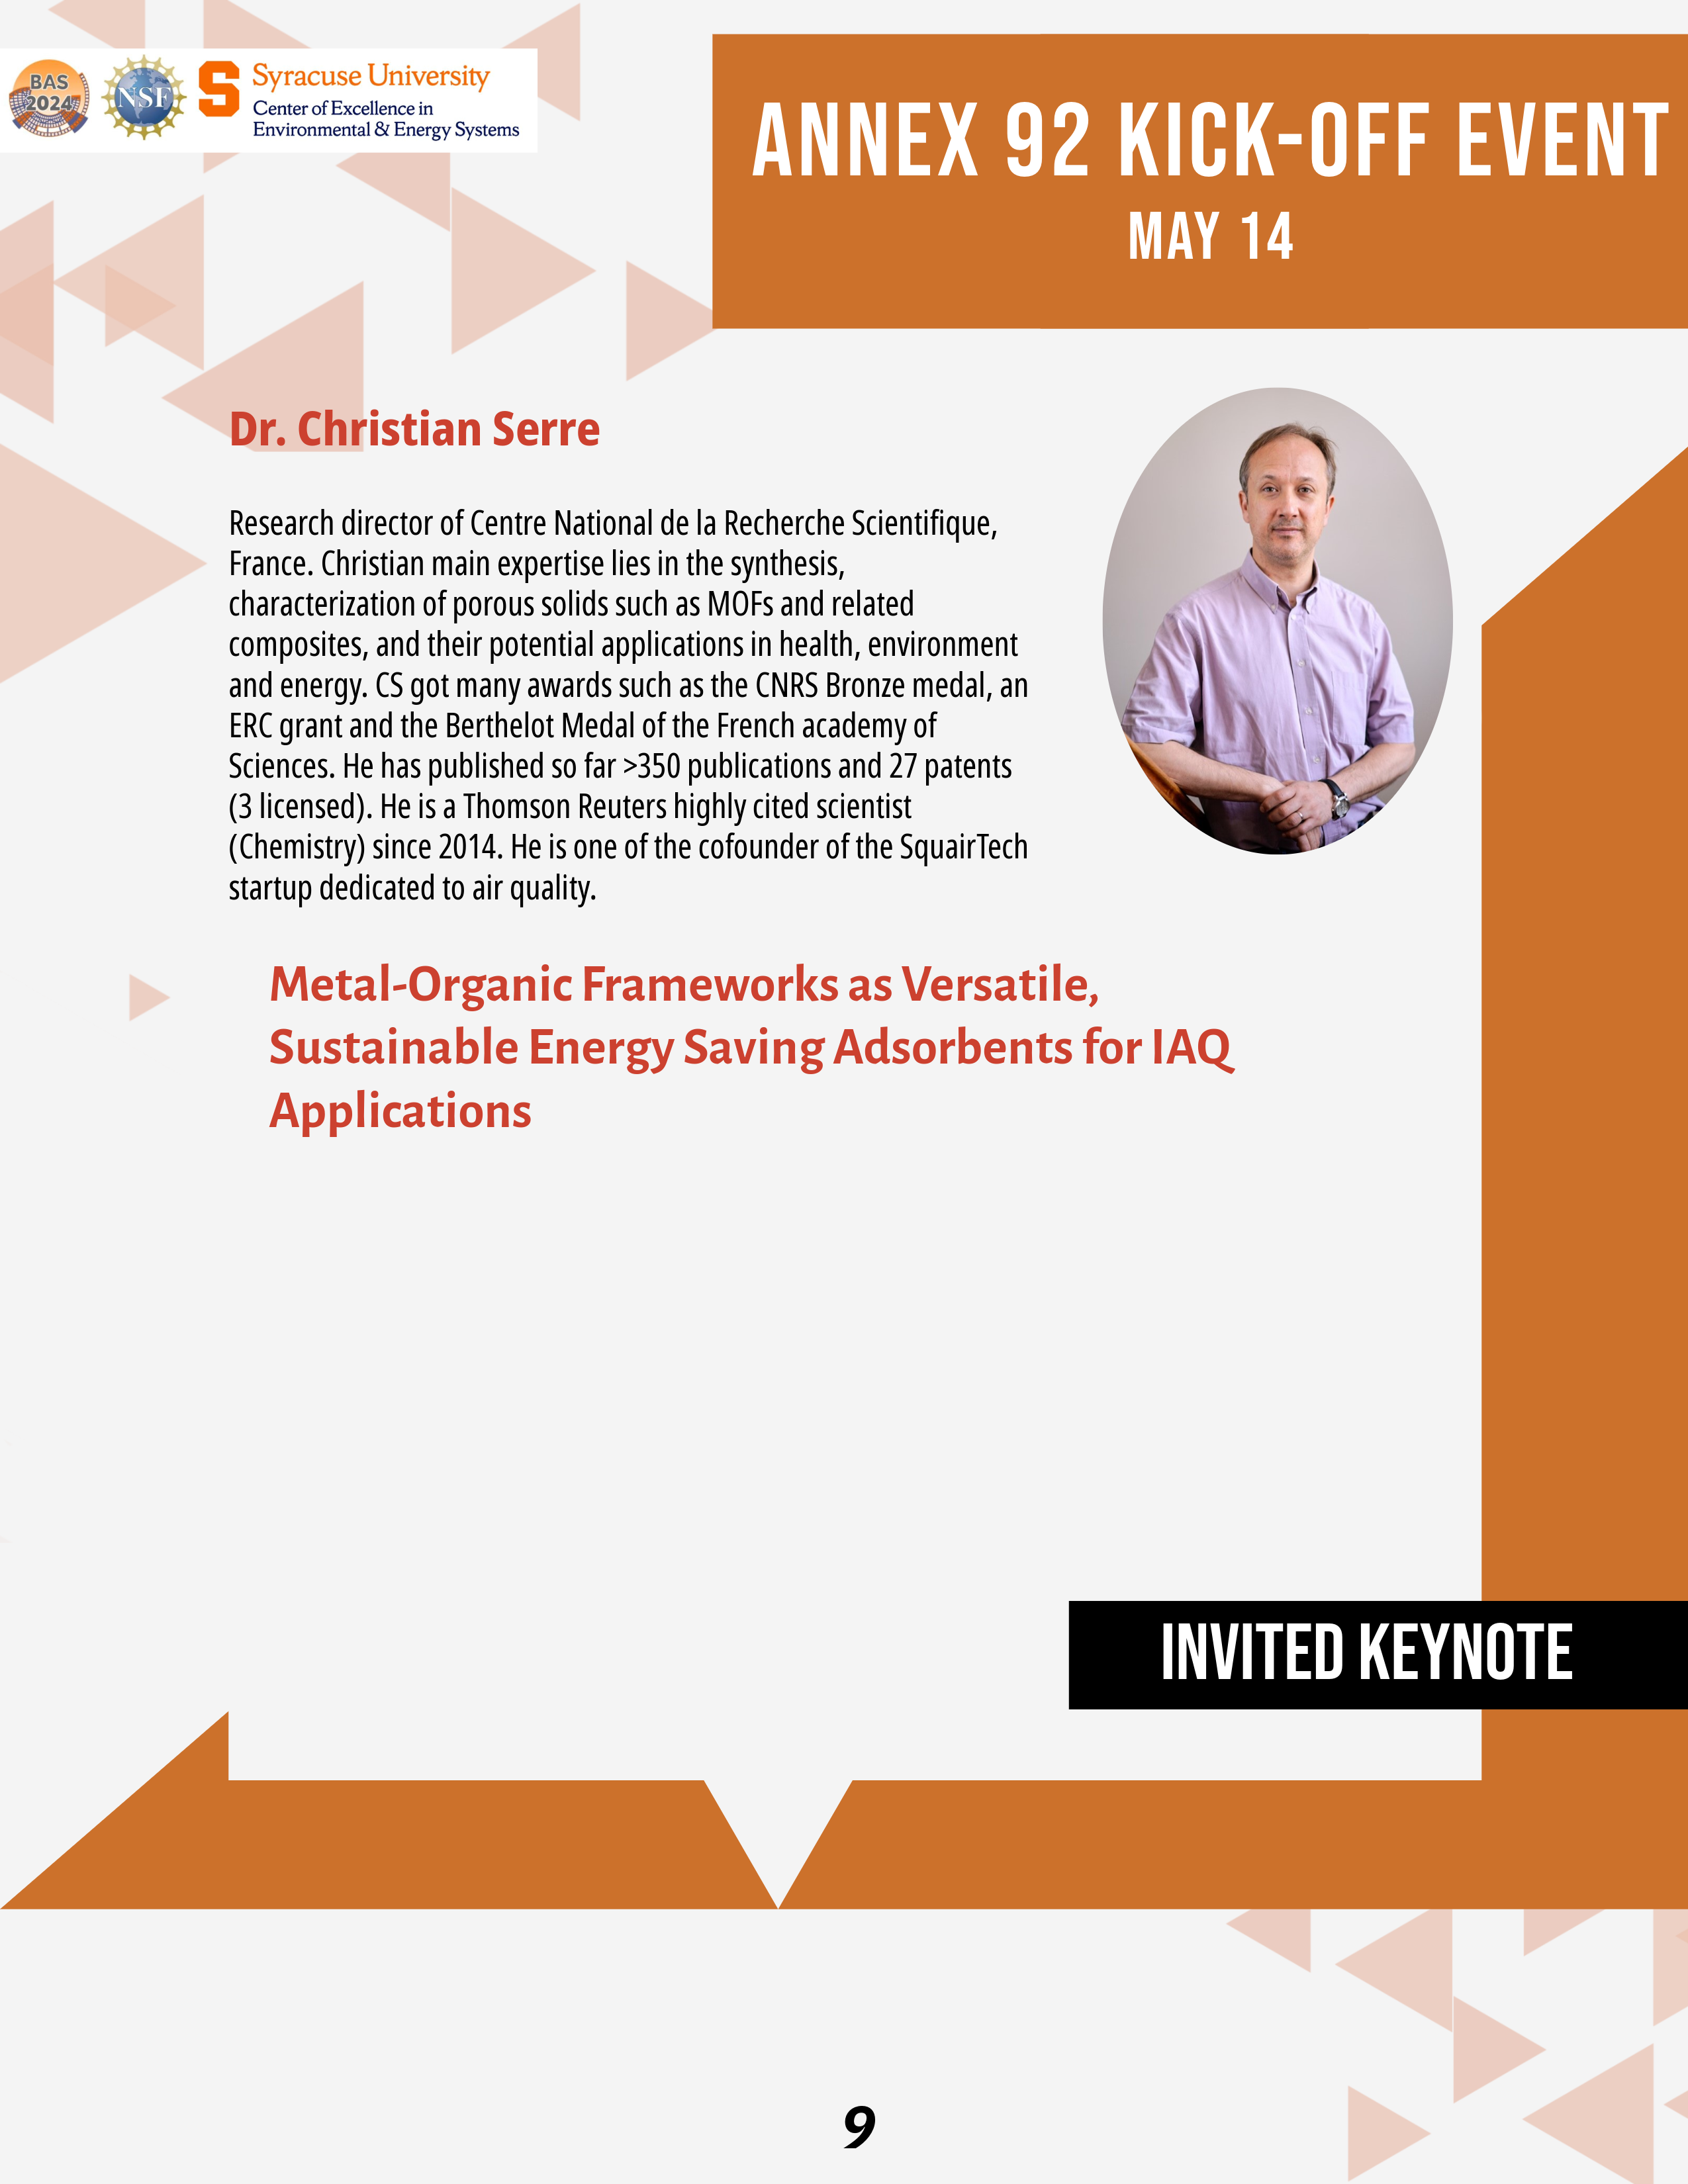 BAS
2024
NSF
S
Syracuse University
Center of Excellence in
Environmental & Energy Systems
ANNEX 92 KICK-OFF EVENT
MAY 14
Dr. Christian Serre
Research director of Centre National de la Recherche Scientifique,
France. Christian main expertise lies in the synthesis,
characterization of porous solids such as MOFs and related
composites, and their potential applications in health, environment
and energy. CS got many awards such as the CNRS Bronze medal, an
ERC grant and the Berthelot Medal of the French academy of
Sciences. He has published so far >350 publications and 27 patents
(3 licensed). He is a Thomson Reuters highly cited scientist
(Chemistry) since 2014. He is one of the cofounder of the SquairTech
startup dedicated to air quality.
Metal-Organic Frameworks as Versatile,
Sustainable Energy Saving Adsorbents for IAQ
Applications
INVITED KEYNOTE
9